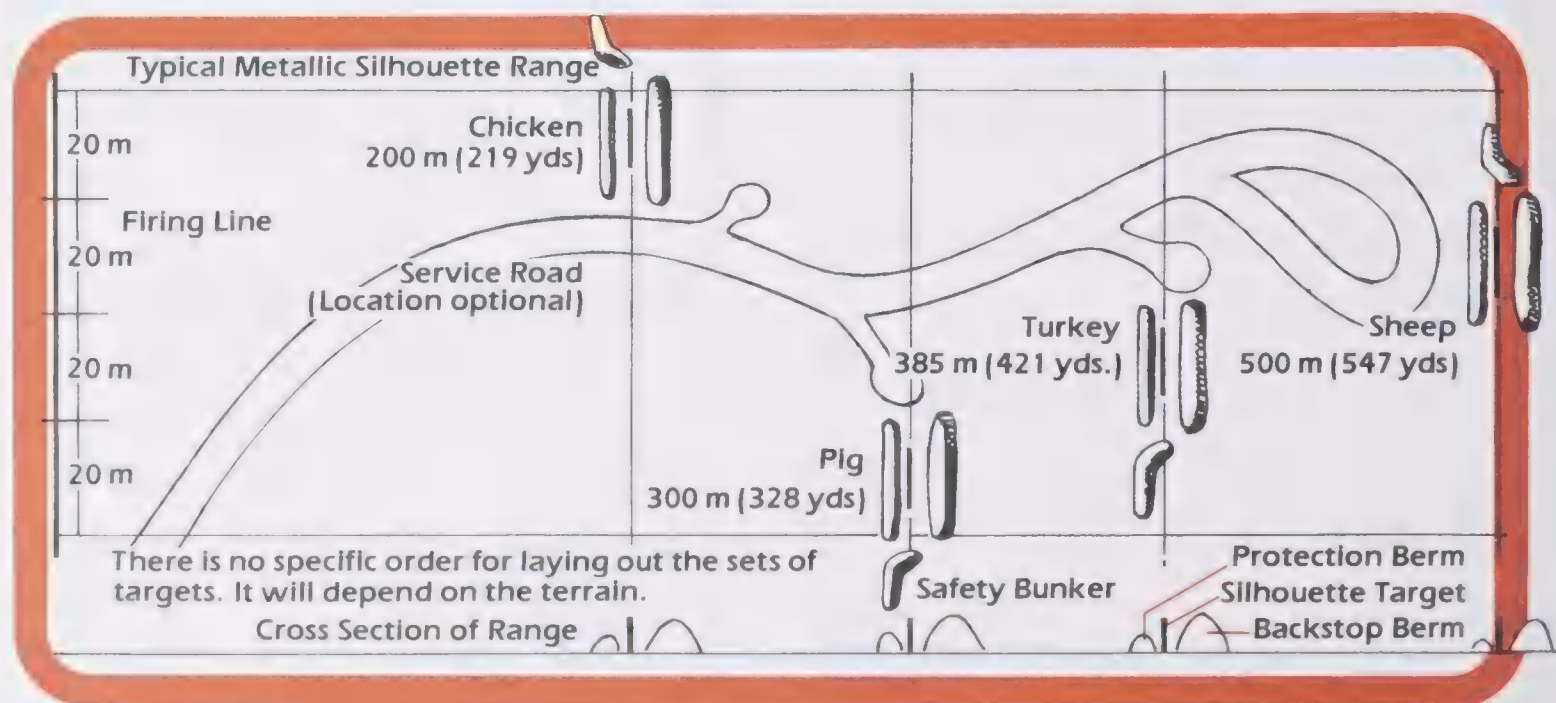 Typical Metallic Silhouette Range
20 m
20 m
20 m
20 m
Firing Line
Chicken
200 m (219 yds)
Service Road
(Location optional)
Pig
300 m (328 yds)
Turkey
385 m (421 yds.)
Sheep
500 m (547 yds)
There is no specific order for laying out the sets of
targets. It will depend on the terrain.
Safety Bunker
Protection Berm
Silhouette Target
Backstop Berm
Cross Section of Range